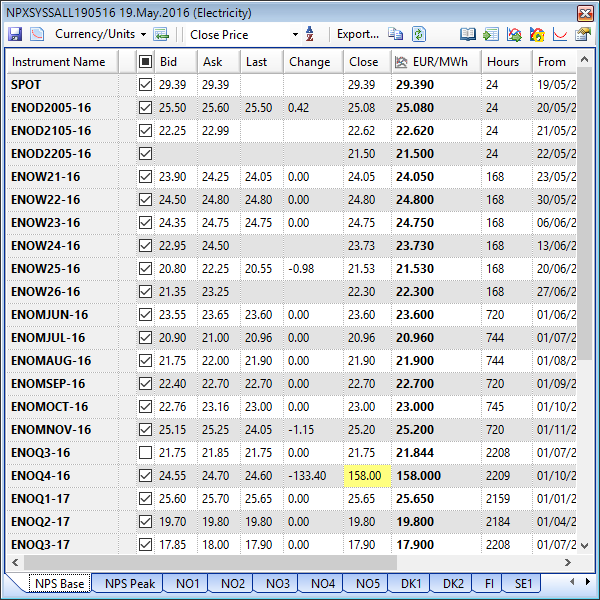 NPXSYSSALL190516 19.May.2016 (Electricity)
Currency/Units Close Price A Z Export...
Instrument Name Bid Ask Last Change Close EUR/MWh Hours From
SPOT 29.39 29.39 29.39 29.390 24 19/05/2
ENOD2005-16 25.50 25.60 25.50 0.42 25.08 25.080 24 20/05/2
ENOD2105-16 22.25 22.99 22.62 22.620 24 21/05/2
ENOD2205-16 21.50 21.500 24 22/05/2
ENOW21-16 23.90 24.25 24.05 0.00 24.05 24.050 168 23/05/2
ENOW22-16 24.50 24.80 24.80 0.00 24.80 24.800 168 30/05/2
ENOW23-16 24.35 24.75 24.75 0.00 24.75 24.750 168 06/06/2
ENOW24-16 22.95 24.50 23.73 23.730 168 13/06/2
ENOW25-16 20.80 22.25 20.55 -0.98 21.53 21.530 168 20/06/2
ENOW26-16 21.35 23.25 22.30 22.300 168 27/06/2
ENOMJUN-16 23.55 23.65 23.60 0.00 23.60 23.600 720 01/06/2
ENOMJUL-16 20.90 21.00 20.96 0.00 20.96 20.960 744 01/07/2
ENOMAUG-16 21.75 22.00 21.90 0.00 21.90 21.900 744 01/08/2
ENOMSEP-16 22.40 22.70 22.70 0.00 22.70 22.700 720 01/09/2
ENOMOCT-16 22.76 23.16 23.00 0.00 23.00 23.000 745 01/10/2
ENOMNOV-16 25.15 25.25 24.05 -1.15 25.20 25.200 720 01/11/2
ENOQ3-16 21.75 21.85 21.75 0.00 21.75 21.844 2208 01/07/2
ENOQ4-16 24.55 24.70 24.60 -133.40 158.00 158.000 2209 01/10/2
ENOQ1-17 25.60 25.70 25.65 0.00 25.65 25.650 2159 01/01/2
ENOQ2-17 19.70 19.80 19.80 0.00 19.80 19.800 2184 01/04/2
ENOQ3-17 17.85 18.00 17.90 0.00 17.90 17.900 2208 01/07/2
NPS Base NPS Peak NO1 NO2 NO3 NO4 NO5 DK1 DK2 FI SE1